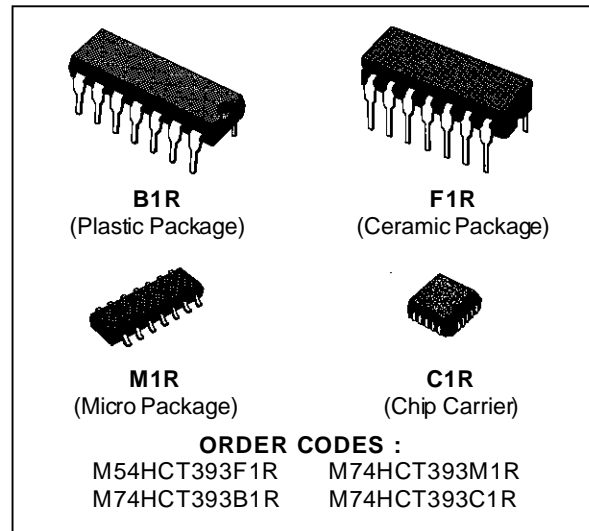 B1R
(Plastic Package)
F1R
(Ceramic Package)
M1R
(Micro Package)
C1R
(Chip Carrier)
ORDER CODES :
M54HCT393F1R M74HCT393M1R
M74HCT393B1R M74HCT393C1R